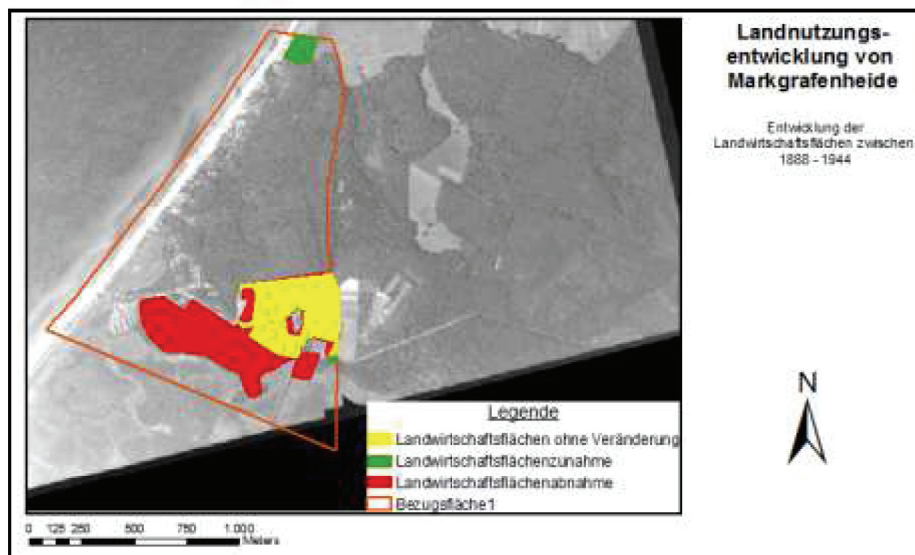 Landnutzungs-
entwicklung von
Markgrafenheide
Entwicklung der
Landwirtschaftsflächen zwischen
1888 - 1944
N
Legende
Landwirtschaftsflächen ohne Veränderung
Landwirtschaftsflächenzunahme
Landwirtschaftsflächenabnahme
Bezugsfläche1
0 125 250 500 750 1.000
Meters